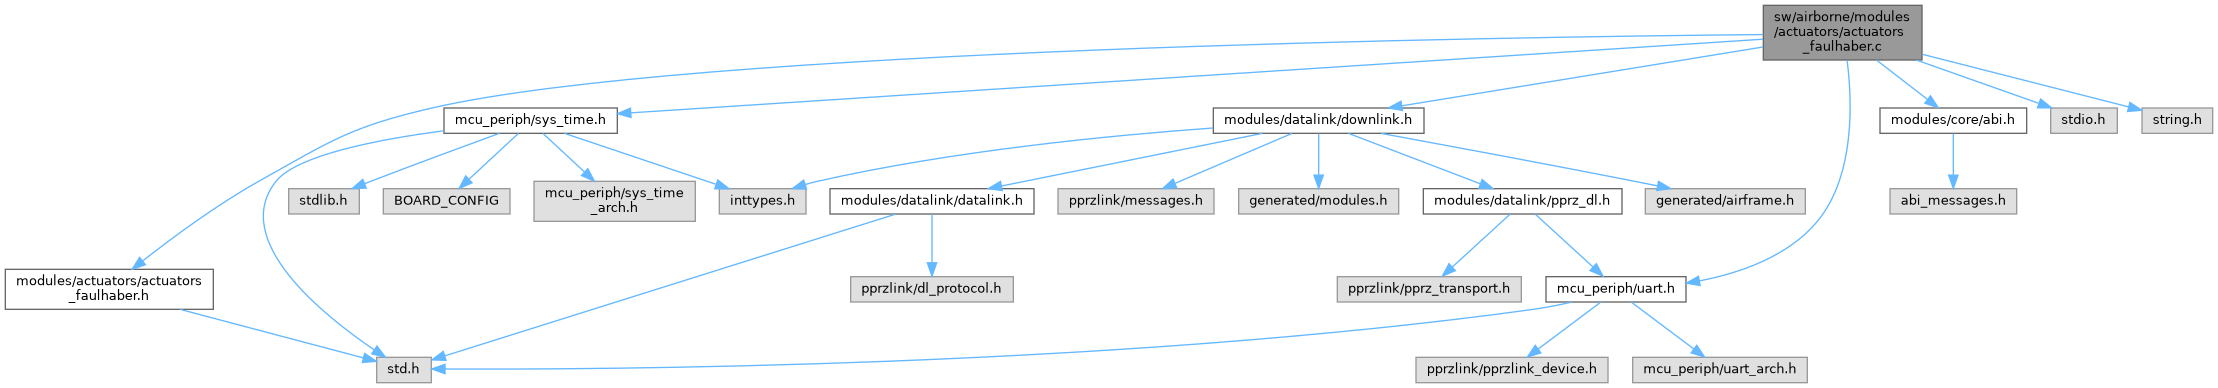 sw/airborne/modules
/actuators/actuators
_faulhaber.c
mcu_periph/sys_time.h
modules/datalink/downlink.h
modules/core/abi.h
stdio.h
string.h
stdlib.h
BOARD_CONFIG
mcu_periph/sys_time
_arch.h
inttypes.h
modules/datalink/datalink.h
pprzlink/messages.h
generated/modules.h
modules/datalink/pprz_dl.h
generated/airframe.h
abi_messages.h
modules/actuators/actuators
_faulhaber.h
pprzlink/dl_protocol.h
pprzlink/pprz_transport.h
mcu_periph/uart.h
std.h
pprzlink/pprzlink_device.h
mcu_periph/uart_arch.h